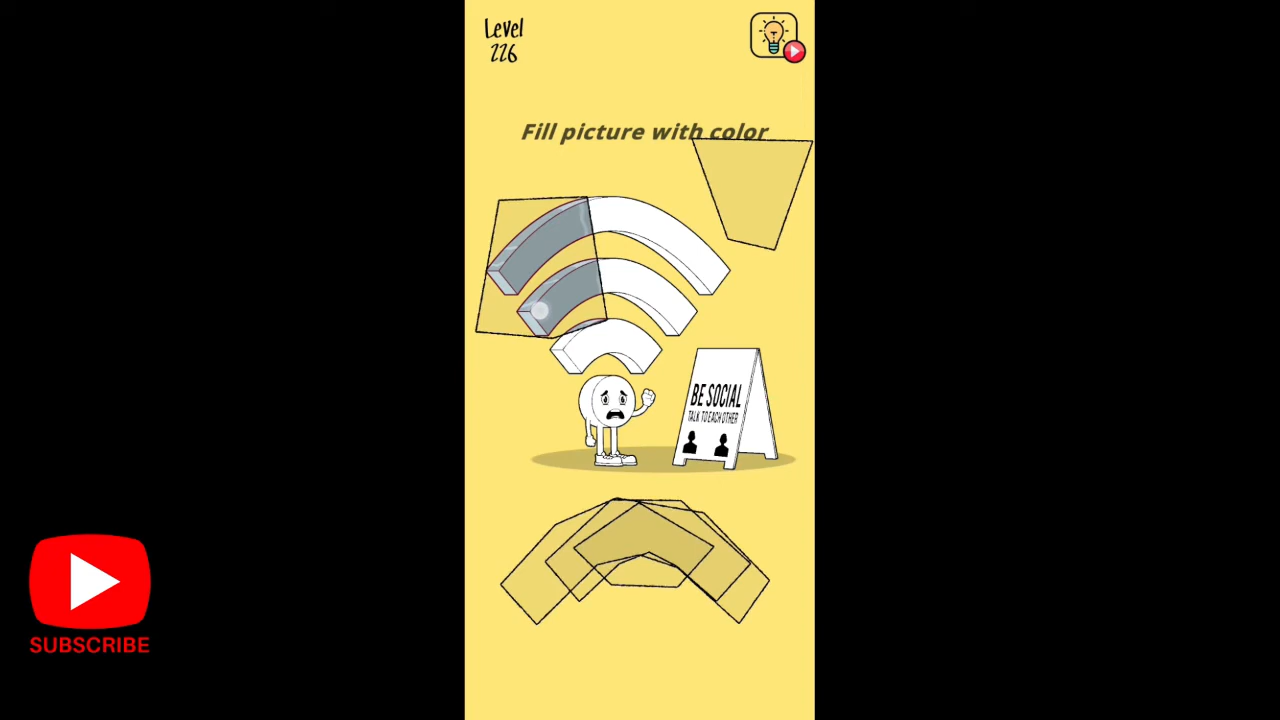 Level
226
Fill picture with color
BE SOCIAL
TALK TO EACH OTHER
SUBSCRIBE